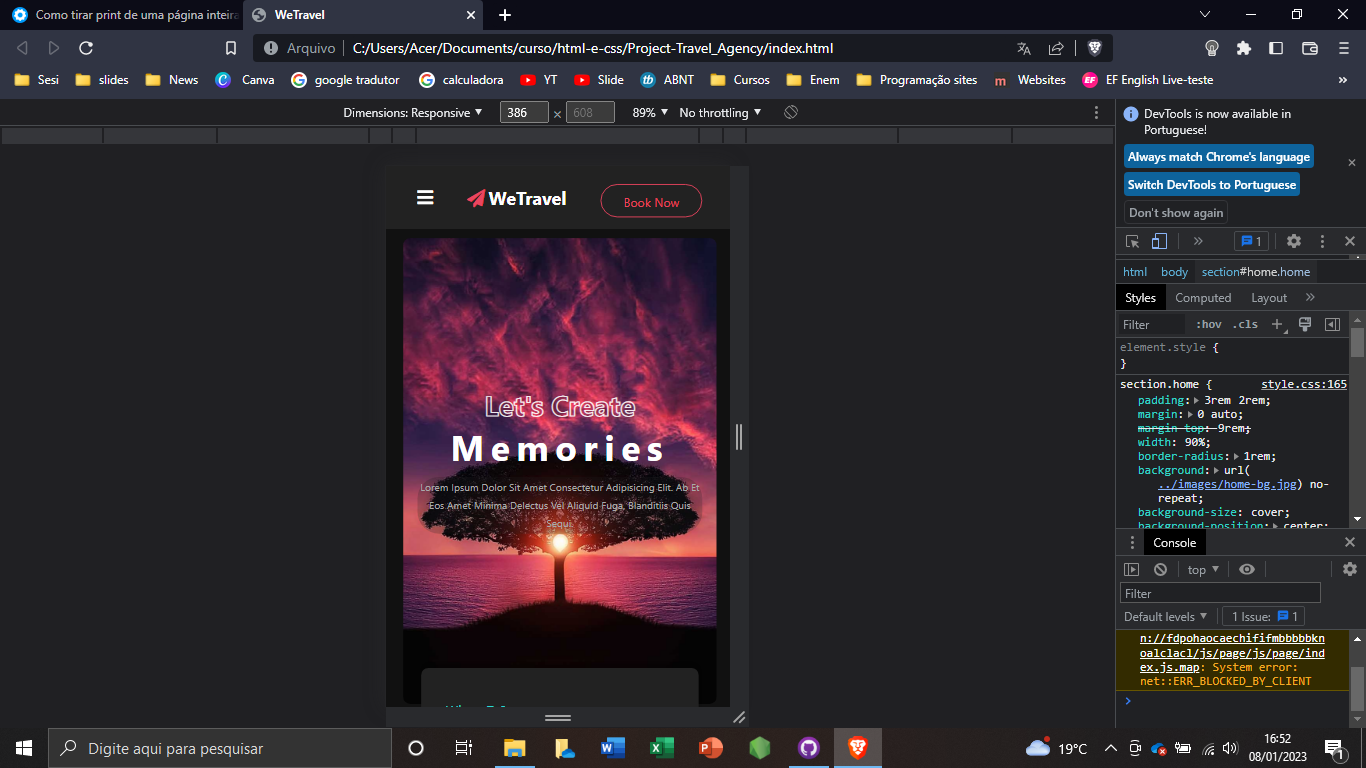 Como tirar print de uma página inteira
WeTravel
Arquivo
C:/Users/Acer/Documents/curso/html-e-css/Project-Travel_Agency/index.html
Sesi
slides
News
Canva
google tradutor
calculadora
YT
Slide
ABNT
Cursos
Enem
Programação sites
Websites
EF English Live-teste
»
Dimensions: Responsive
386
×
608
89%
No throttling
DevTools is now available in
Portuguese!
Always match Chrome's language
Switch DevTools to Portuguese
Don't show again
WeTravel
Book Now
Let's Create
Memories
Lorem Ipsum Dolor Sit Amet Consectetur Adipisicing Elit. Ab Et
Eos Amet Minima Delectus Vel Aliquid Fuga. Blanditiis Quis
Sequi.
1
html body section#home.home
Styles Computed Layout
Filter :hov .cls
element.style {
}
section.home { style.css:165
padding: 3rem 2rem;
margin: 0 auto;
margin-top: 9rem;
width: 90%;
border-radius: 1rem;
background: url(
../images/home-bg.jpg) no-
repeat;
background-size: cover;
background-position: center;
Console
top
Filter
Default levels 1 Issue: 1
n://fdpohaocaechififmbbbbbkn
oalclacl/js/page/js/page/ind
ex.js.map: System error:
net::ERR_BLOCKED_BY_CLIENT
Digite aqui para pesquisar
19°C
16:52
08/01/2023
1